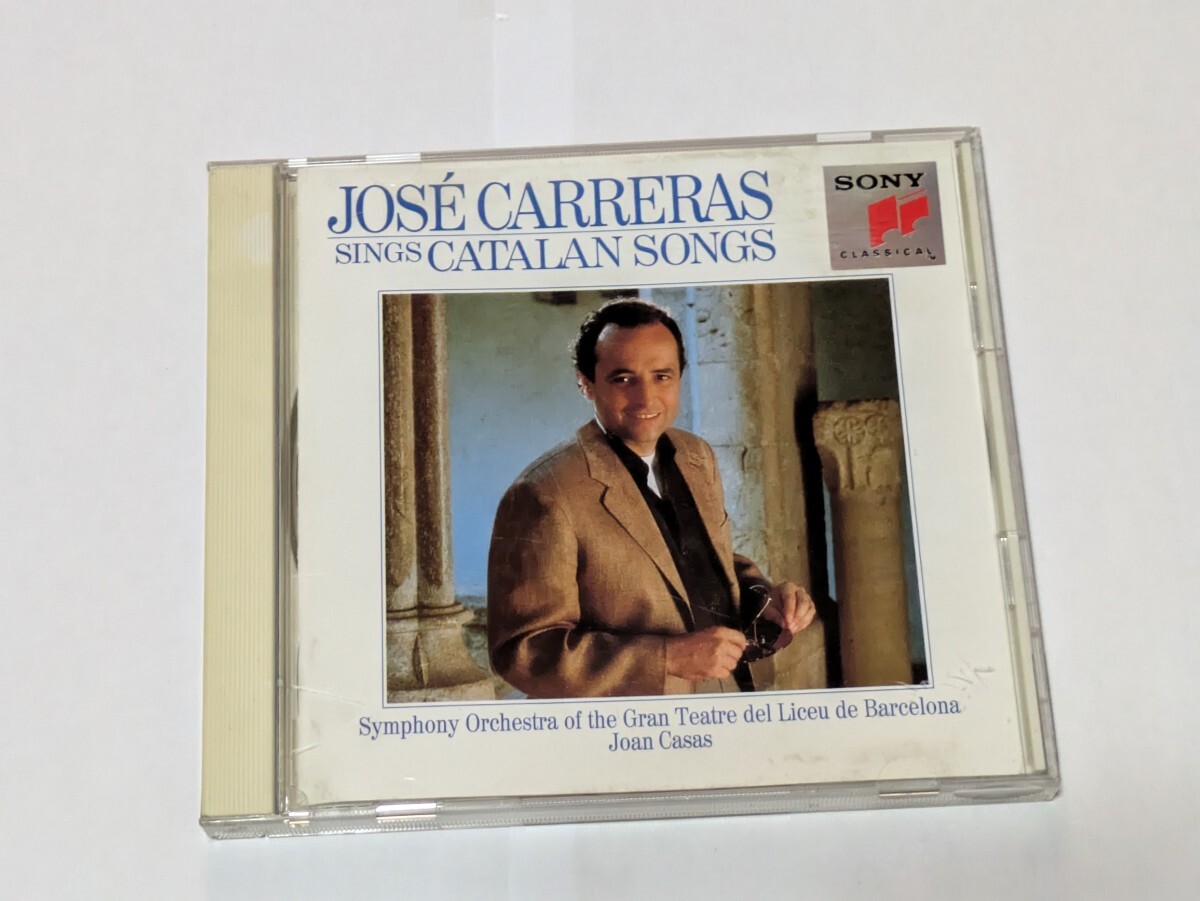 JOSÉ CARRERAS
SINGS CATALAN SONGS
SONY
CLASSICAL
Symphony Orchestra of the Gran Teatre del Liceu de Barcelona
Joan Casas